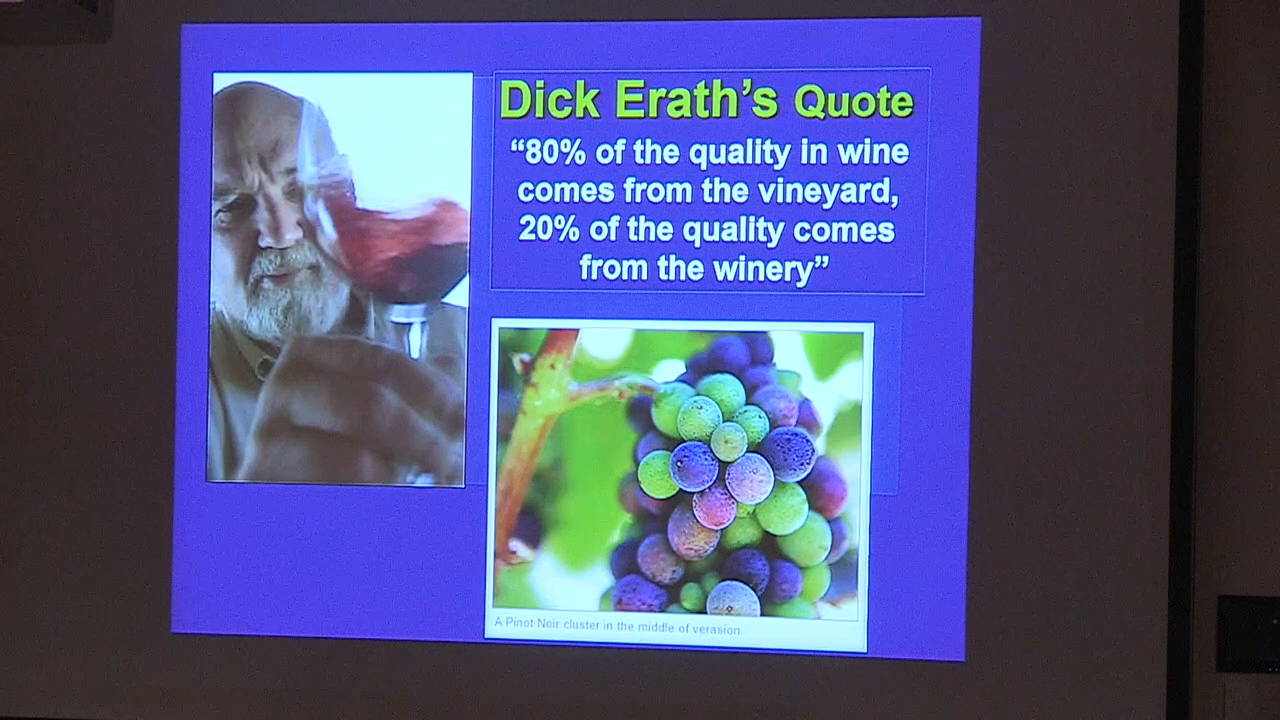 Dick Erath's Quote
“80% of the quality in wine
comes from the vineyard,
20% of the quality comes
from the winery”
A Pinot Noir cluster in the middle of verasion